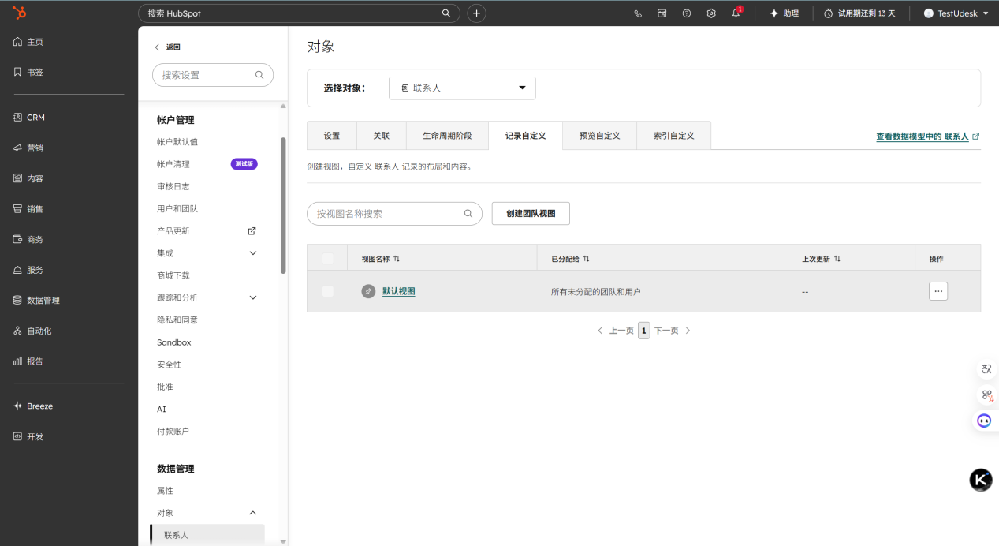 搜索 HubSpot
1
助理
试用期还剩 13 天
TestUdesk
主页
书签
CRM
营销
内容
销售
商务
服务
数据管理
自动化
报告
Breeze
开发
返回
搜索设置
帐户管理
帐户默认值
帐户清理 测试版
审核日志
用户和团队
产品更新
集成
商城下载
跟踪和分析
隐私和同意
Sandbox
安全性
批准
AI
付款账户
数据管理
属性
对象
联系人
对象
选择对象： 联系人
设置 关联 生命周期阶段 记录自定义 预览自定义 索引自定义
查看数据模型中的 联系人
创建视图，自定义 联系人 记录的布局和内容。
按视图名称搜索
创建团队视图
视图名称 已分配给 上次更新 操作
默认视图 所有未分配的团队和用户 -- ...
上一页 1 下一页
K